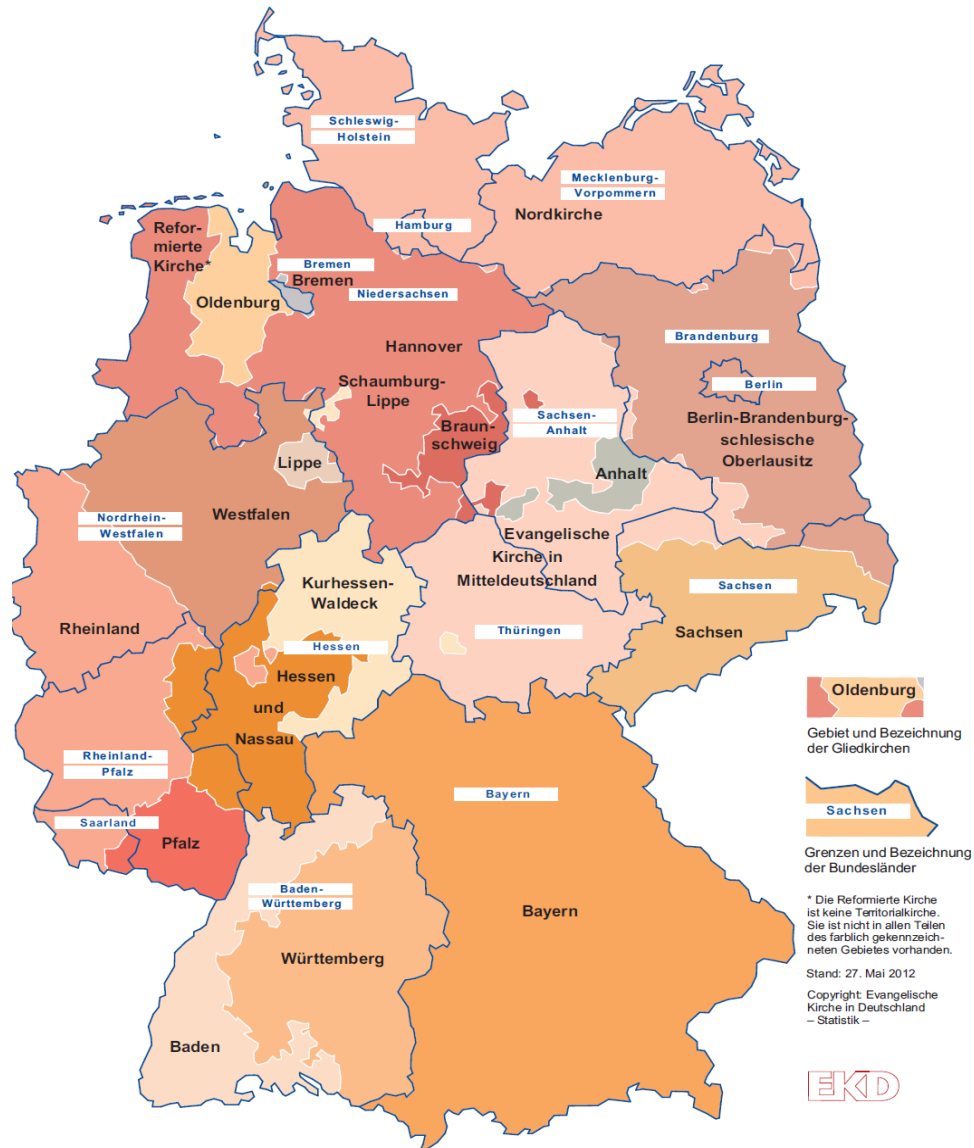 Schleswig-
Holstein
Mecklenburg-
Vorpommern
Nordkirche
Hamburg
Refor-
mierte
Kirche*
Bremen
Bremen
Oldenburg
Niedersachsen
Hannover
Brandenburg
Schaumburg-
Lippe
Berlin
Sachsen-
Anhalt
Berlin-Brandenburg-
schlesische
Oberlausitz
Braun-
schweig
Lippe
Anhalt
Westfalen
Nordrhein-
Westfalen
Evangelische
Kirche in
Mitteldeutschland
Kurhessen-
Waldeck
Sachsen
Rheinland
Thüringen
Sachsen
Hessen
Hessen
und
Nassau
Rheinland-
Pfalz
Bayern
Saarland
Pfalz
Baden-
Württemberg
Bayern
Württemberg
Baden
Oldenburg
Gebiet und Bezeichnung
der Gliedkirchen
Sachsen
Grenzen und Bezeichnung
der Bundesländer
* Die Reformierte Kirche
ist keine Territorialkirche.
Sie ist nicht in allen Teilen
des farblich gekennzeich-
neten Gebietes vorhanden.
Stand: 27. Mai 2012
Copyright: Evangelische
Kirche in Deutschland
– Statistik –
EKD